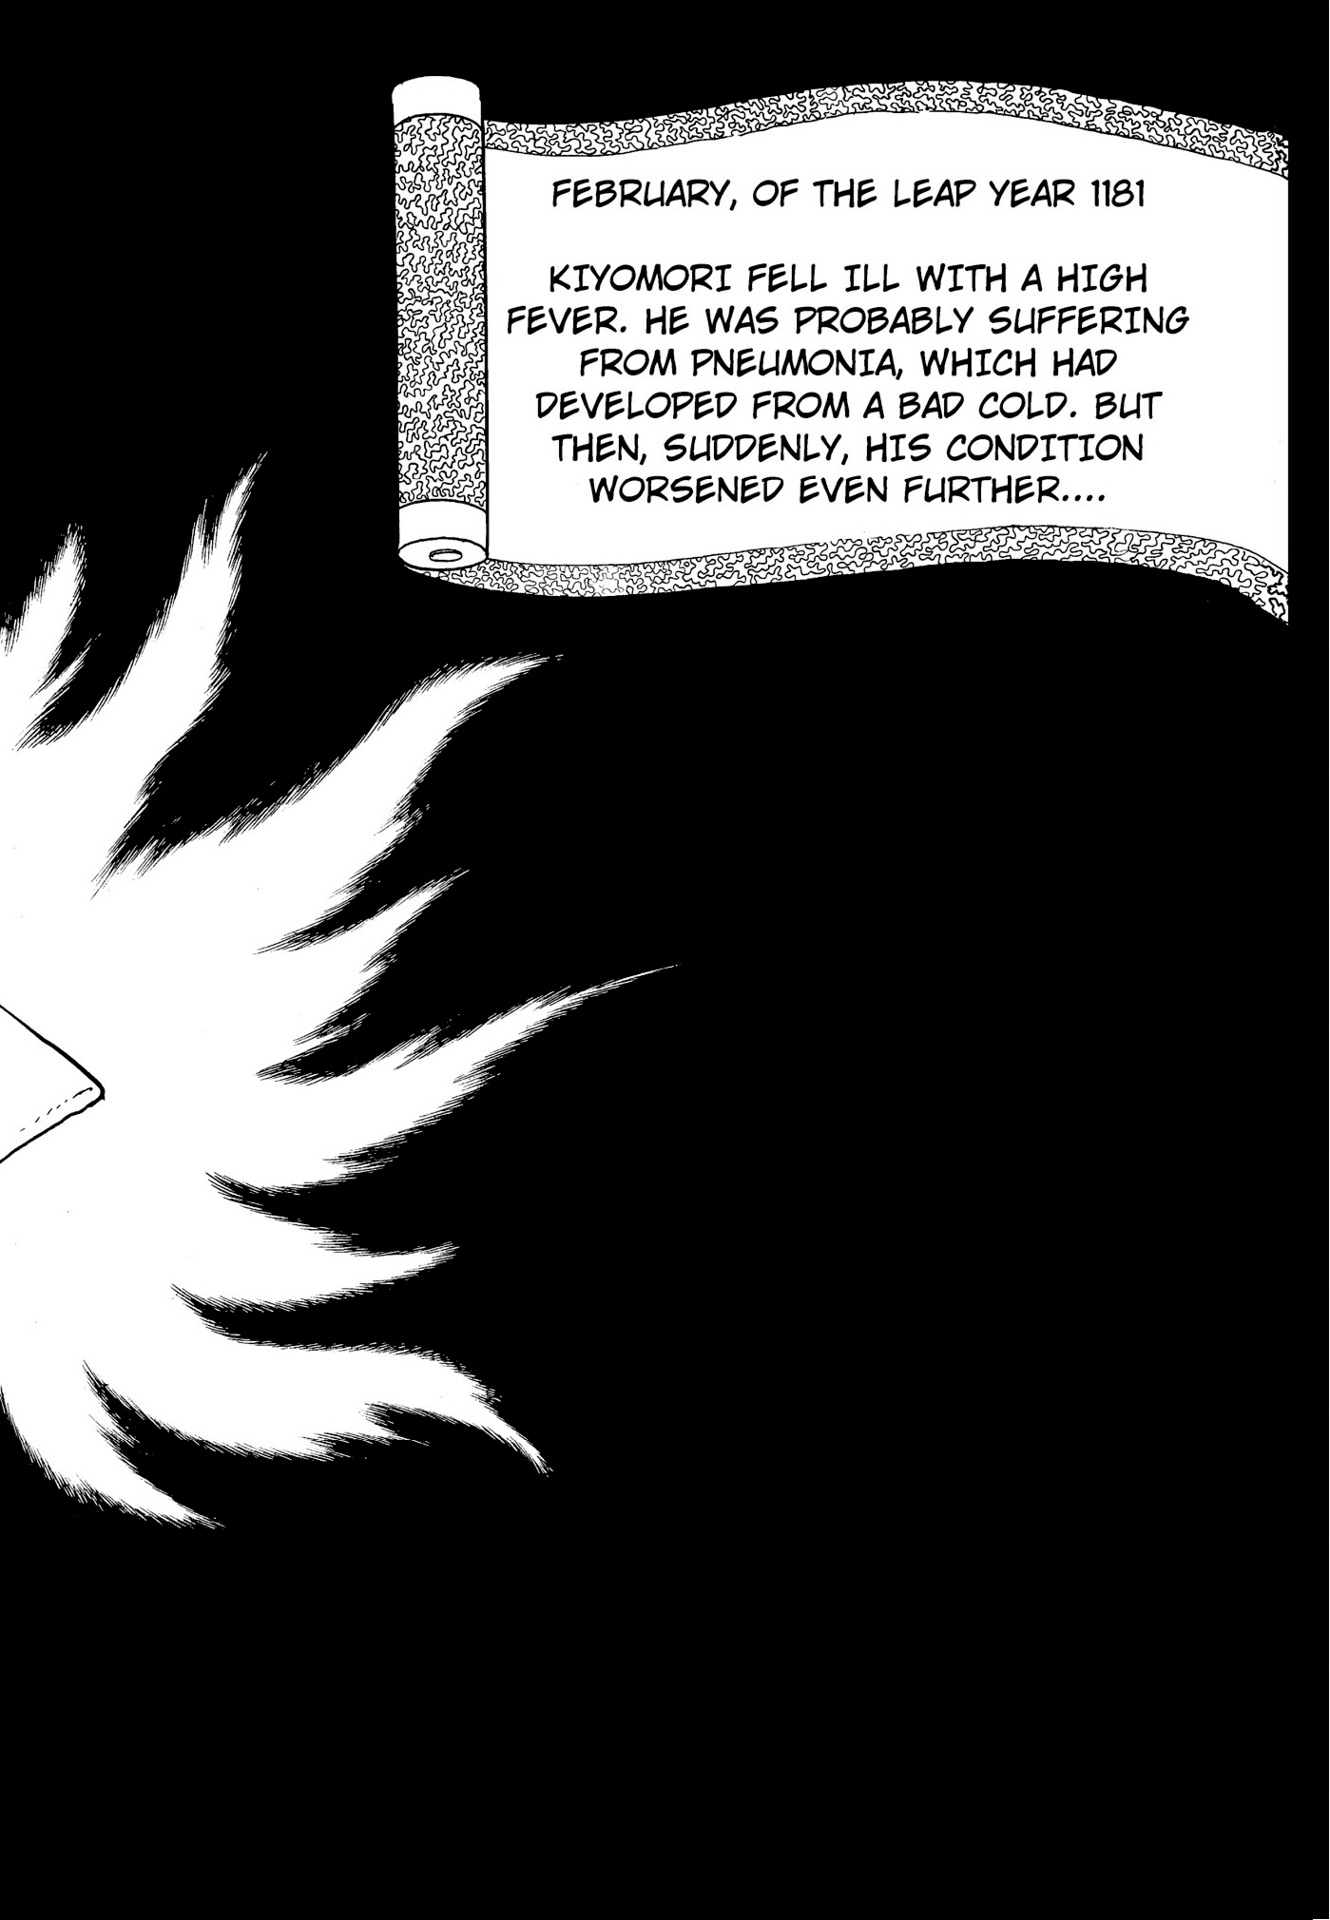 FEBRUARY, OF THE LEAP YEAR 1181
KIYOMORI FELL ILL WITH A HIGH
FEVER. HE WAS PROBABLY SUFFERING
FROM PNEUMONIA, WHICH HAD
DEVELOPED FROM A BAD COLD. BUT
THEN, SUDDENLY, HIS CONDITION
WORSENED EVEN FURTHER....